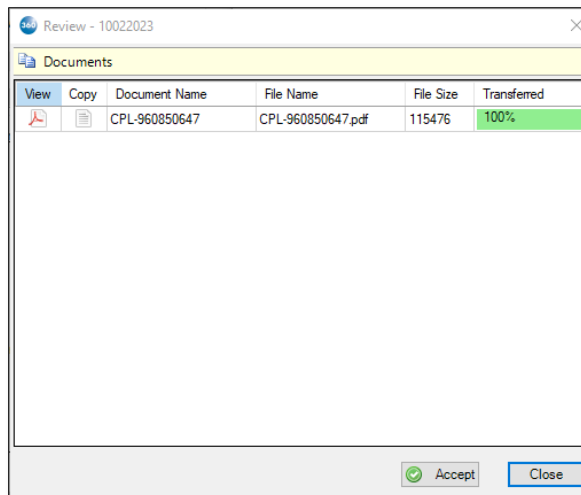 360 Review - 10022023
Documents
View Copy Document Name File Name File Size Transferred
CPL-960850647 CPL-960850647.pdf 115476 100%
Accept Close